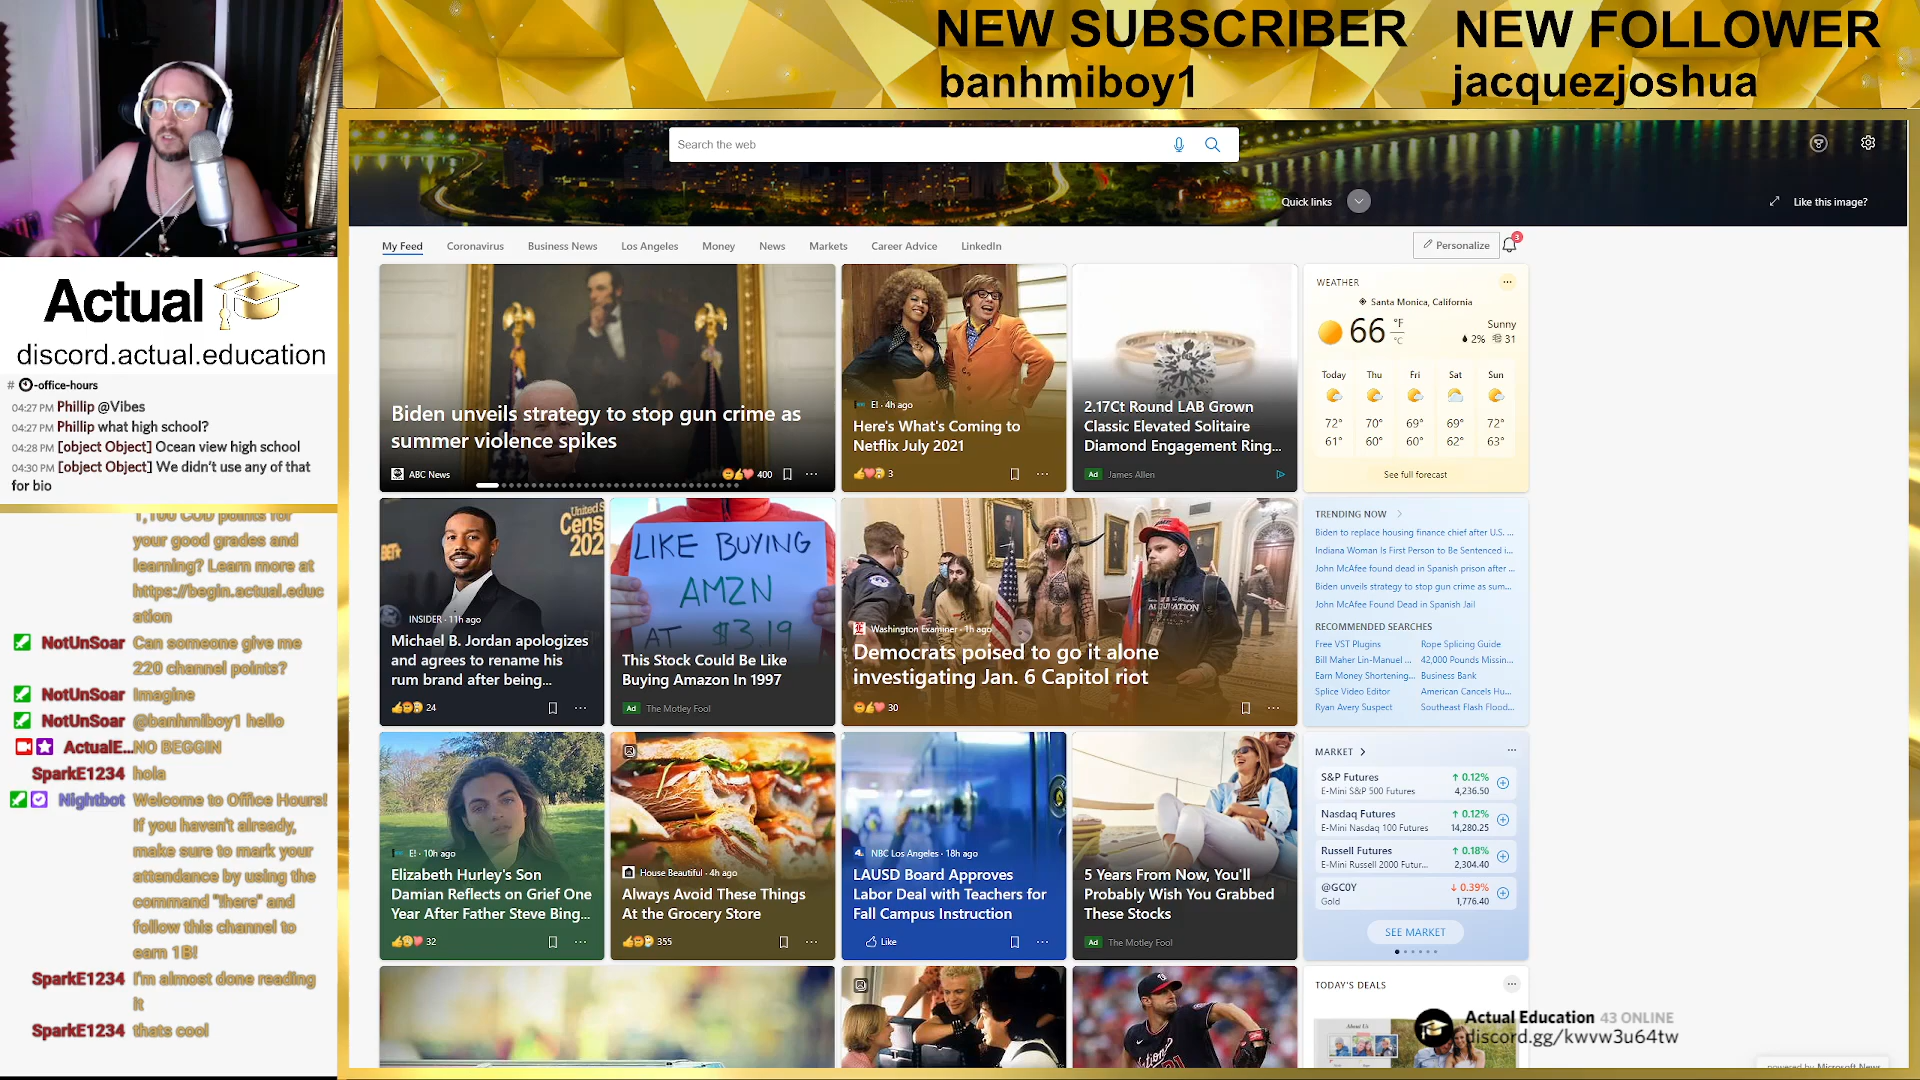 NEW SUBSCRIBER
banhmiboy1
NEW FOLLOWER
jacquezjoshua
Actual
discord.actual.education
# -office-hours
04:27 PM Phillip @Vibes
04:27 PM Phillip what high school?
04:28 PM [object Object] Ocean view high school
04:30 PM [object Object] We didn't use any of that
for bio
your good grades and
learning? Learn more at
https://begin.actual.educ
ation
NotUnSoar Can someone give me
220 channel points?
NotUnSoar Imagine
NotUnSoar @banhmiboy1 hello
ActualE... NO BEGGIN
SparkE1234 hola
Nightbot Welcome to Office Hours!
If you haven't already,
make sure to mark your
attendance by using the
command "!here" and
follow this channel to
earn 1B!
SparkE1234 I'm almost done reading
it
SparkE1234 thats cool
Search the web
Quick links
Like this image?
My Feed
Coronavirus
Business News
Los Angeles
Money
News
Markets
Career Advice
LinkedIn
Personalize
3
Biden unveils strategy to stop gun crime as
summer violence spikes
ABC News
400
E! · 4h ago
Here's What's Coming to
Netflix July 2021
3
2.17Ct Round LAB Grown
Classic Elevated Solitaire
Diamond Engagement Ring...
Ad James Allen
WEATHER
Santa Monica, California
66 °F
°C
Sunny
2% 31
Today Thu Fri Sat Sun
72° 70° 69° 69° 72°
61° 60° 60° 62° 63°
See full forecast
United S
Census
202
BET
INSIDER · 11h ago
Michael B. Jordan apologizes
and agrees to rename his
rum brand after being...
24
LIKE BUYING
AMZN
AT $3.19
This Stock Could Be Like
Buying Amazon In 1997
Ad The Motley Fool
Washington Examiner · 1h ago
Democrats poised to go it alone
investigating Jan. 6 Capitol riot
30
TRENDING NOW
Biden to replace housing finance chief after U.S. ...
Indiana Woman Is First Person to Be Sentenced i...
John McAfee found dead in Spanish prison after ...
Biden unveils strategy to stop gun crime as sum...
John McAfee Found Dead in Spanish Jail
RECOMMENDED SEARCHES
Free VST Plugins
Rope Splicing Guide
Bill Maher Lin-Manuel ...
42,000 Pounds Missin...
Earn Money Shortening...
Business Bank
Splice Video Editor
American Cancels Hu...
Ryan Avery Suspect
Southeast Flash Flood...
E! · 10h ago
Elizabeth Hurley's Son
Damian Reflects on Grief One
Year After Father Steve Bing...
32
House Beautiful · 4h ago
Always Avoid These Things
At the Grocery Store
355
NBC Los Angeles · 18h ago
LAUSD Board Approves
Labor Deal with Teachers for
Fall Campus Instruction
Like
5 Years From Now, You'll
Probably Wish You Grabbed
These Stocks
Ad The Motley Fool
MARKET
S&P Futures
0.12%
E-Mini S&P 500 Futures
4,236.50
Nasdaq Futures
0.12%
E-Mini Nasdaq 100 Futures
14,280.25
Russell Futures
0.18%
E-Mini Russell 2000 Futur...
2,304.40
@GC0Y
0.39%
Gold
1,776.40
SEE MARKET
TODAY'S DEALS
About Us
Actual Education 43 ONLINE
discord.gg/kwvw3u64tw
powered by Microsoft News